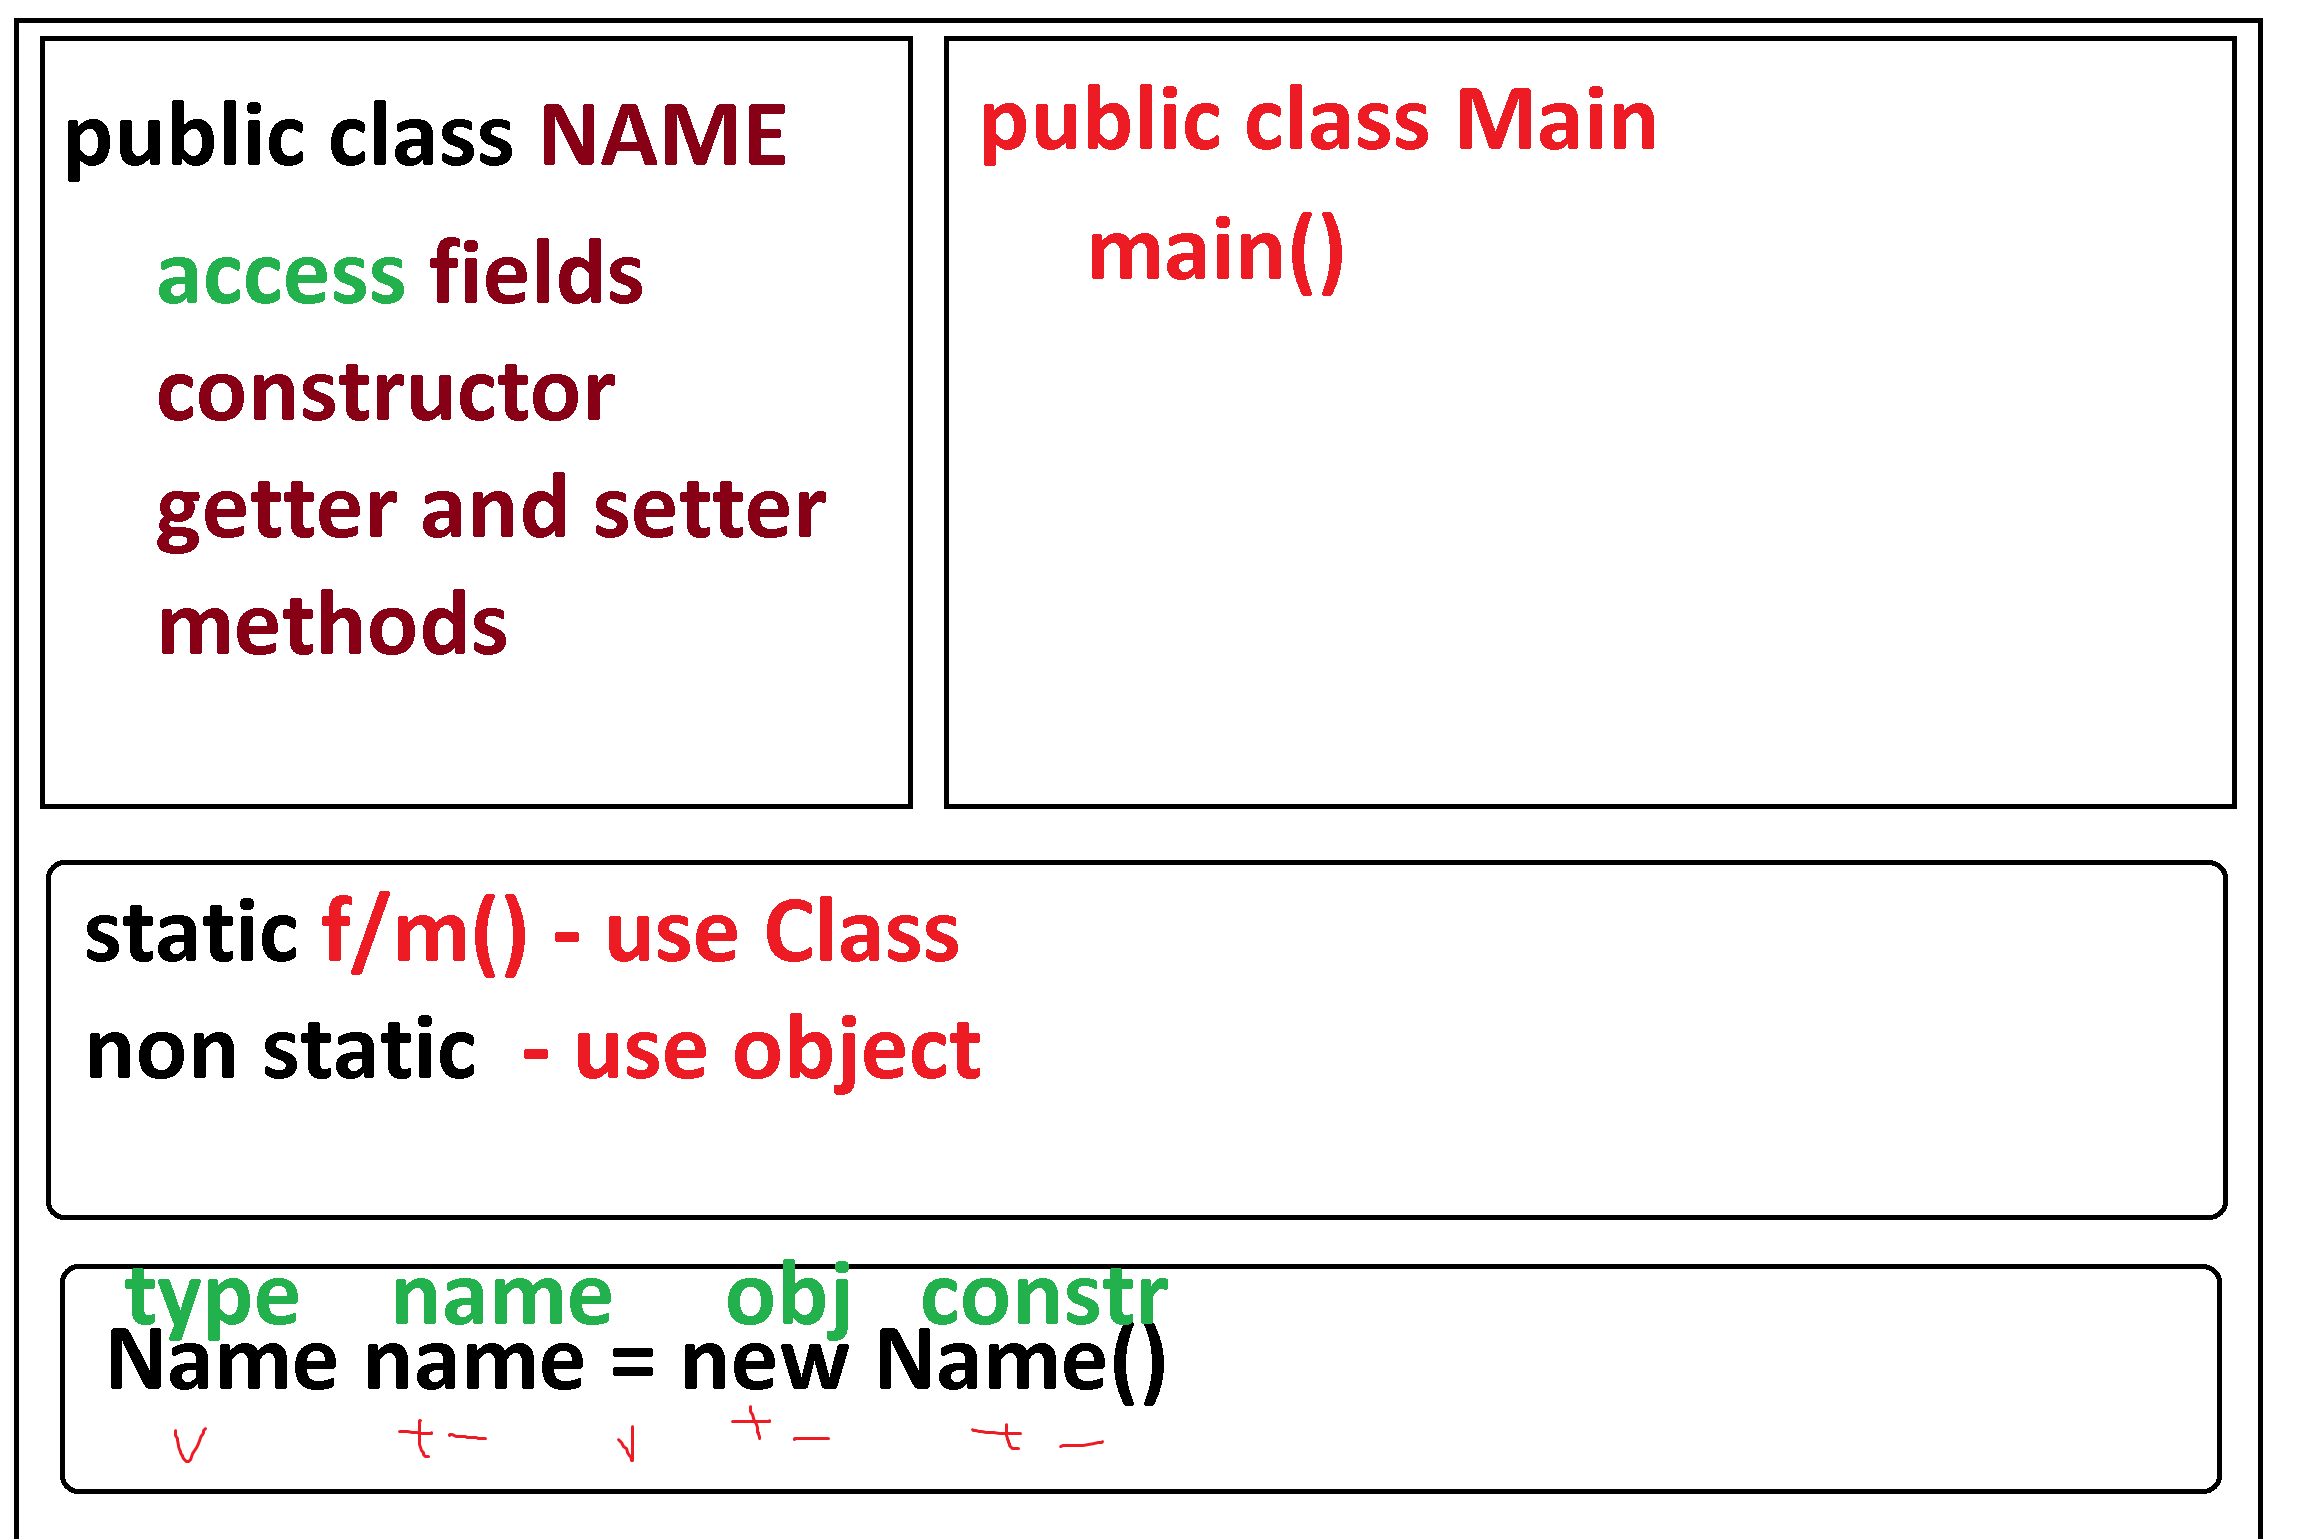 public class NAME
access fields
constructor
getter and setter
methods
public class Main
main()
static f/m() - use Class
non static - use object
type name obj constr
Name name = new Name()
v + - v + - + -